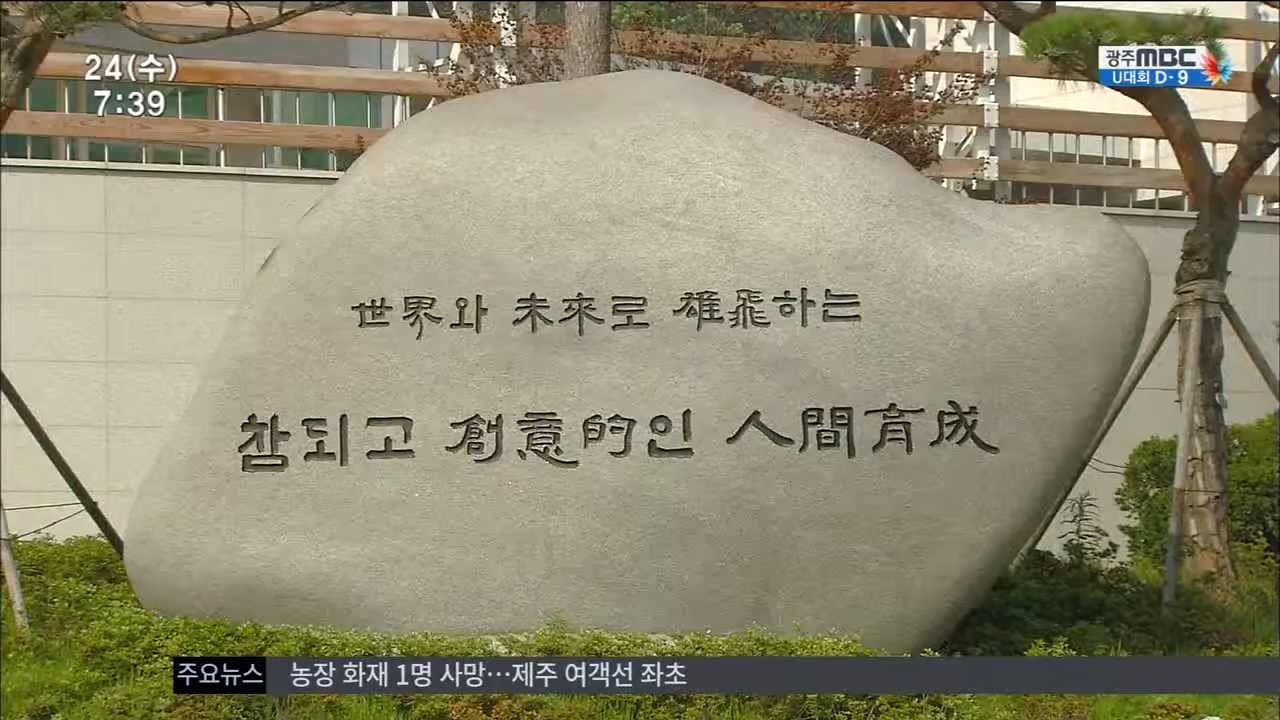 24(수)
7:39
광주MBC
U대회 D-9
世界와 未來로 雄飛하는
참되고 創意的인 人間育成
주요뉴스 농장 화재 1명 사망…제주 여객선 좌초